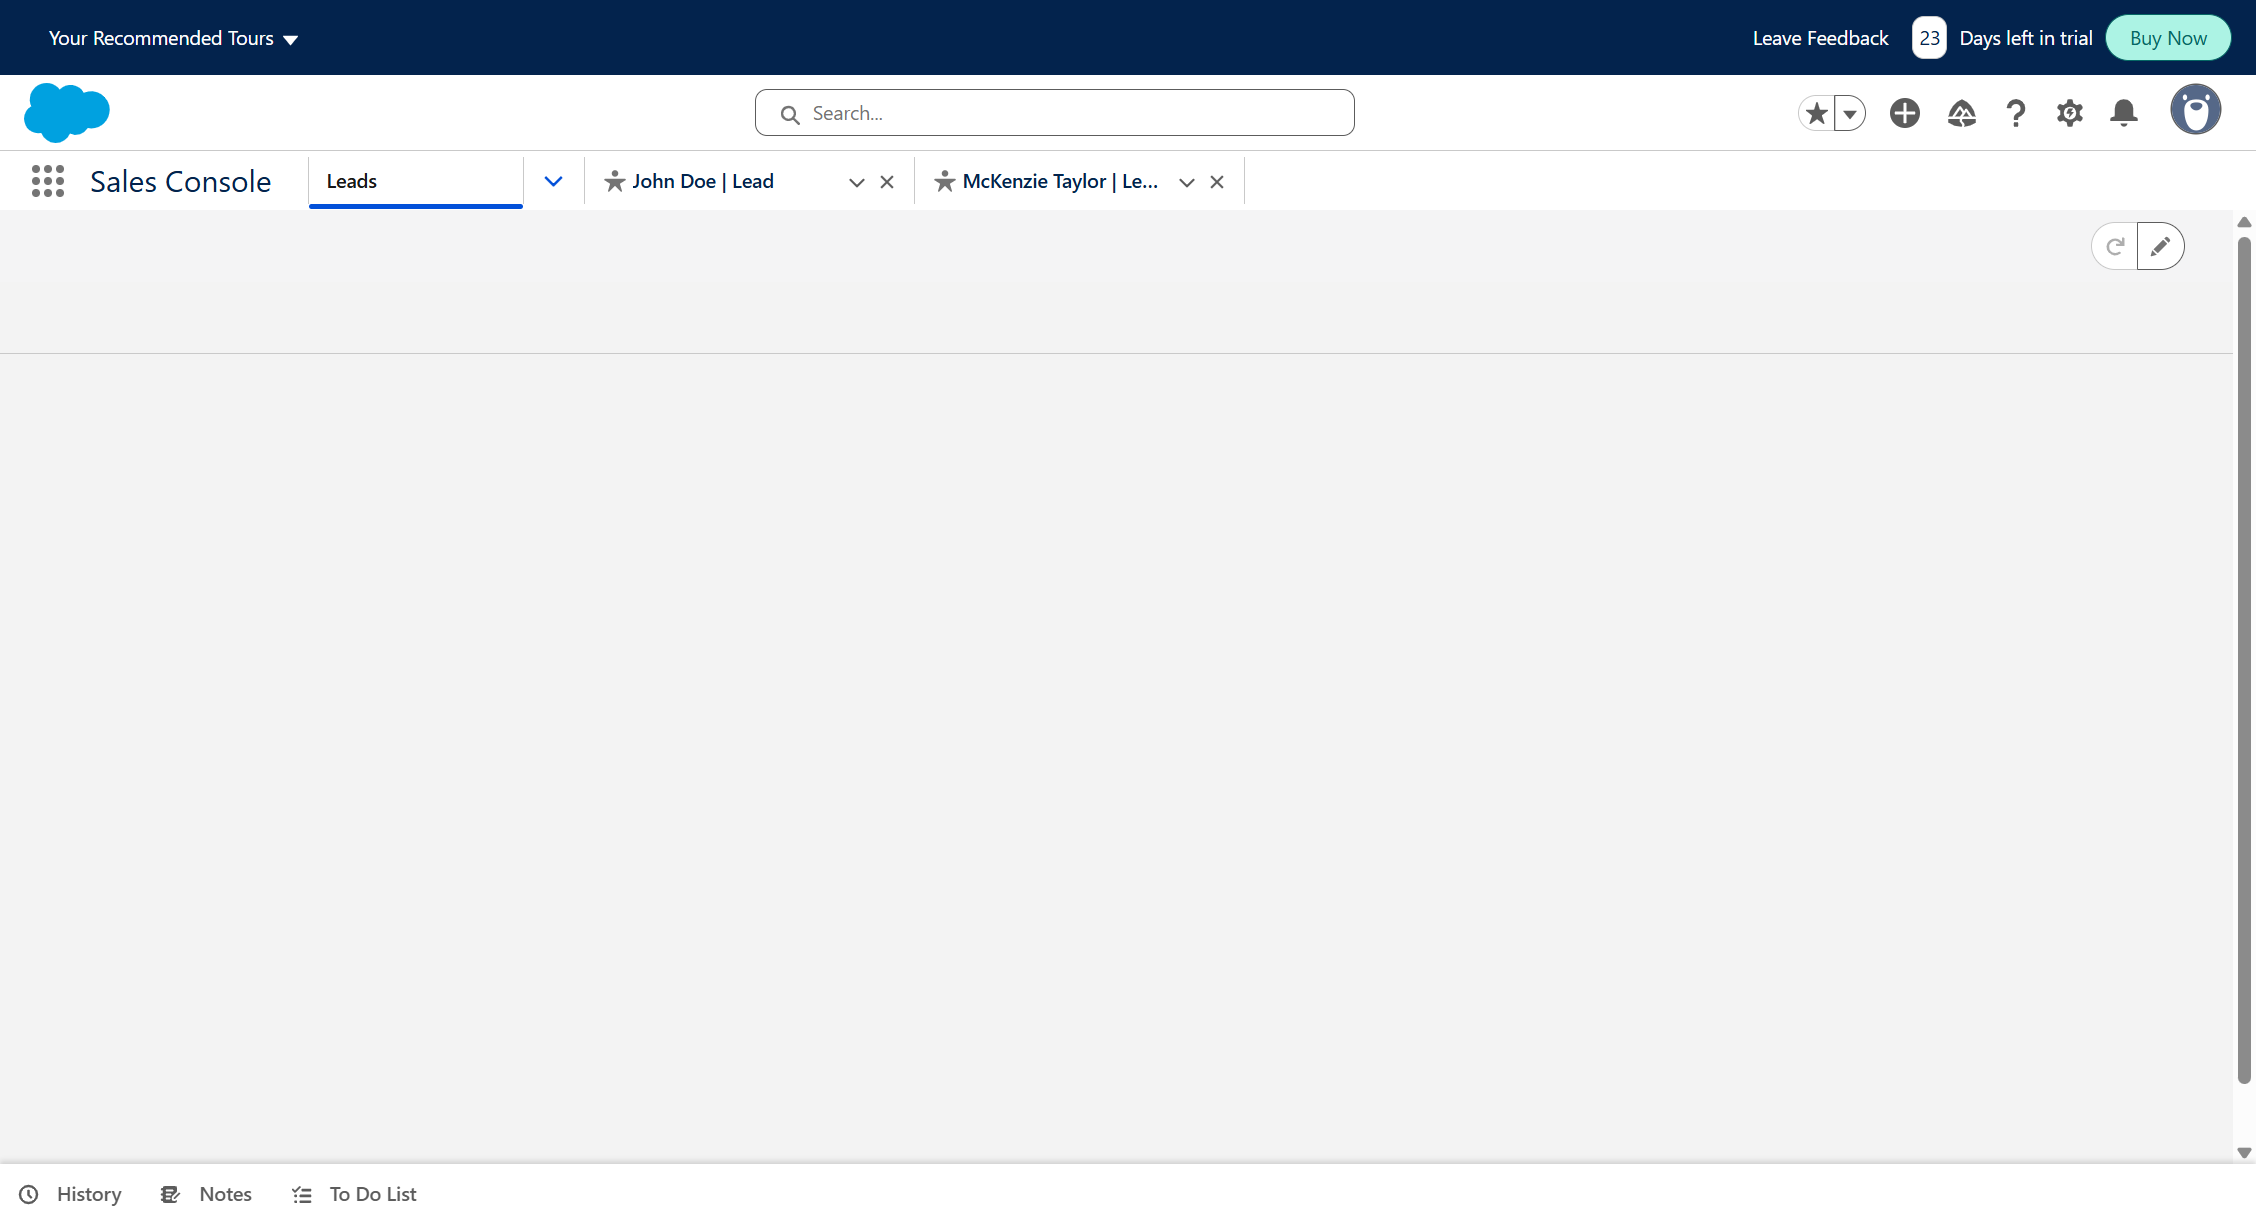 Your Recommended Tours
Leave Feedback 23 Days left in trial Buy Now
Search...
Sales Console Leads John Doe | Lead McKenzie Taylor | Le...
History Notes To Do List